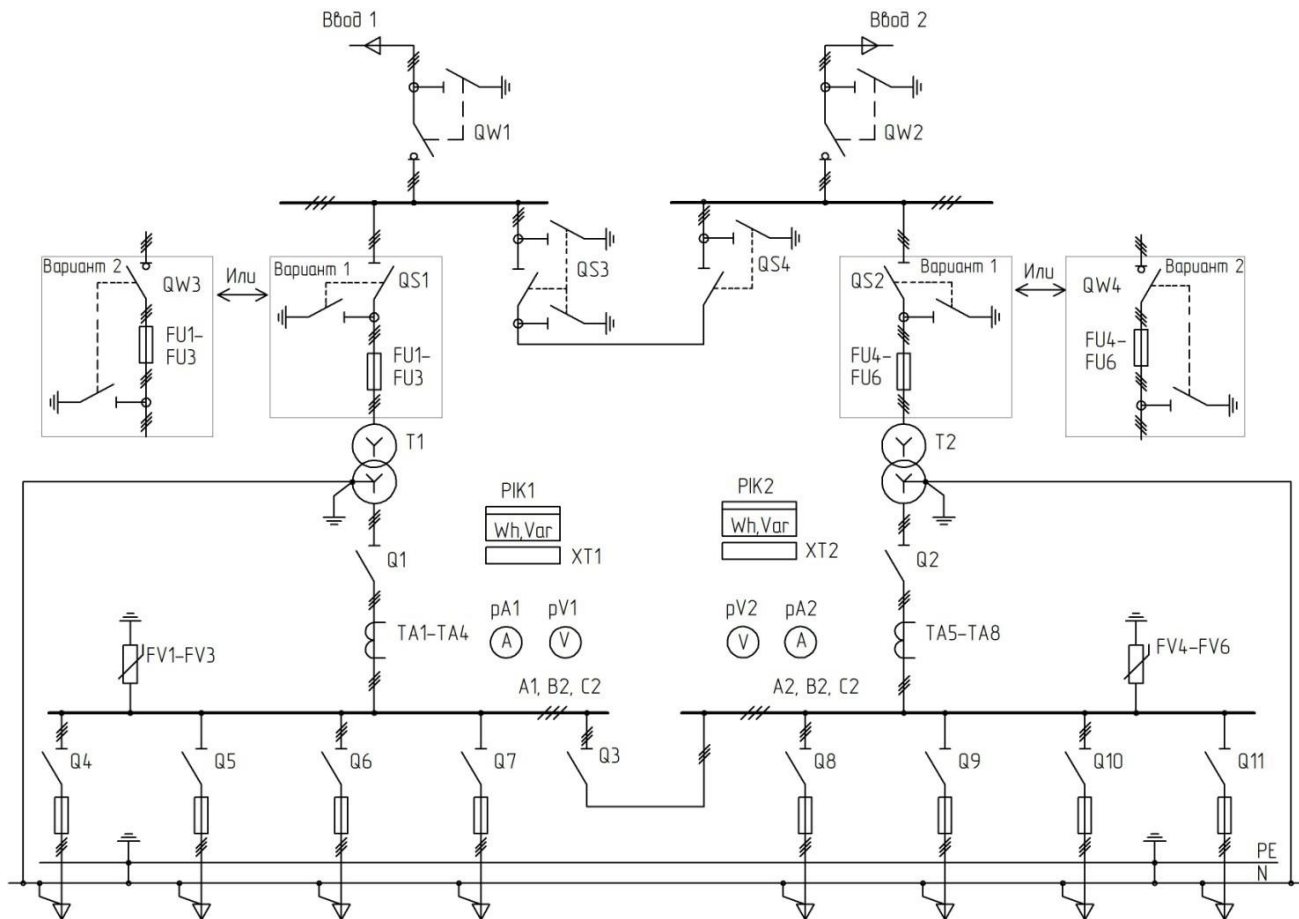 Ввод 1
Ввод 2
QW1
QW2
Вариант 2
QW3
FU1-
FU3
Или
Вариант 1
QS1
FU1-
FU3
QS3
QS4
QS2
Вариант 1
FU4-
FU6
Или
QW4
Вариант 2
FU4-
FU6
T1
T2
PIK1
Wh,Var
XT1
PIK2
Wh,Var
XT2
Q1
Q2
TA1-TA4
pA1
A
pV1
V
pV2
V
pA2
A
TA5-TA8
FV1-FV3
FV4-FV6
A1, B2, C2
A2, B2, C2
Q4
Q5
Q6
Q7
Q3
Q8
Q9
Q10
Q11
PE
N